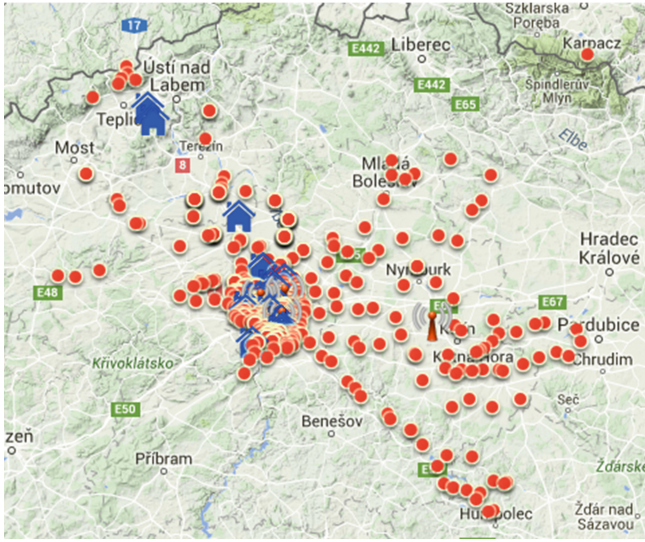 Szklarska
Poręba
17
E442
Liberec
Karpacz
Ústí nad
Labem
E442
Špindlerův
Mlýn
E65
Teplic
Most
Terezín
Elbe
8
omutov
Mladá
Boleslav
Hradec
Králové
Nymburk
E48
E67
Kolín
Pardubice
Kutná Hora
Chrudim
Křivoklátsko
Seč
E50
Benešov
zeň
Příbram
Žďárské
Humpolec
Žďár nad
Sázavou